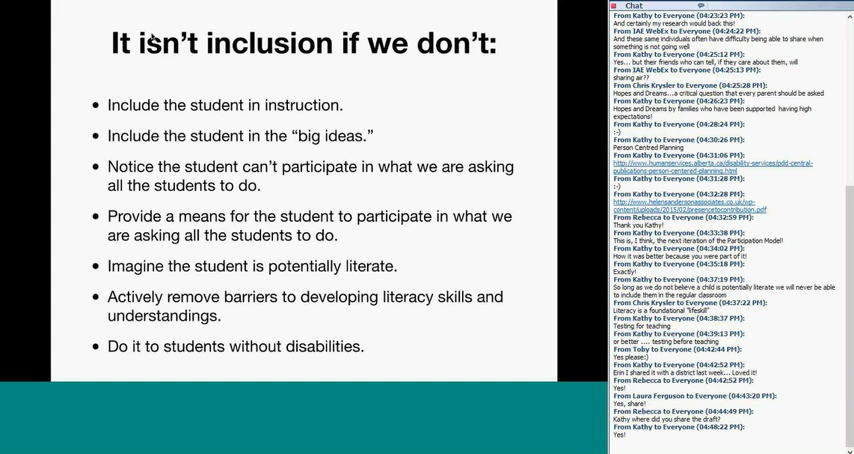 It isn't inclusion if we don't:
• Include the student in instruction.
• Include the student in the “big ideas.”
• Notice the student can't participate in what we are asking
all the students to do.
• Provide a means for the student to participate in what we
are asking all the students to do.
• Imagine the student is potentially literate.
• Actively remove barriers to developing literacy skills and
understandings.
• Do it to students without disabilities.
Chat
From Kathy to Everyone (04:23:23 PM):
And certainly my research would back this!
From IAE WebEx to Everyone (04:24:22 PM):
And these same individuals often have difficulty being able to share when
something is not going well
From Kathy to Everyone (04:25:12 PM):
Yes... but their friends who can tell, if they care about them, will
From IAE WebEx to Everyone (04:25:13 PM):
sharing air??
From Chris Krysler to Everyone (04:25:28 PM):
Hopes and Dreams...a critical question that every parent should be asked
From Kathy to Everyone (04:26:23 PM):
Hopes and Dreams by families who have been supported having high
expectations!
From Kathy to Everyone (04:28:24 PM):
:-)
From Kathy to Everyone (04:30:26 PM):
Person Centred Planning
From Kathy to Everyone (04:31:06 PM):
http://www.humanservices.alberta.ca/disability-services/pdd-central-
publications-person-centered-planning.html
From Kathy to Everyone (04:31:28 PM):
:-)
From Kathy to Everyone (04:32:28 PM):
http://www.helensandersonassociates.co.uk/wp-
content/uploads/2015/02/presencetocontribution.pdf
From Rebecca to Everyone (04:32:59 PM):
Thank you Kathy!
From Kathy to Everyone (04:33:38 PM):
This is, I think, the next iteration of the Participation Model!
From Kathy to Everyone (04:34:02 PM):
How it was better because you were part of it!
From Kathy to Everyone (04:35:18 PM):
Exactly!
From Kathy to Everyone (04:37:19 PM):
So long as we do not believe a child is potentially literate we will never be able
to include them in the regular classroom
From Chris Krysler to Everyone (04:37:22 PM):
Literacy is a foundational "lifeskill"
From Kathy to Everyone (04:38:37 PM):
Testing for teaching
From Kathy to Everyone (04:39:13 PM):
or better .... testing before teaching
From Toby to Everyone (04:42:44 PM):
Yes please:)
From Kathy to Everyone (04:42:52 PM):
Erin I shared it with a district last week... Loved it!
From Rebecca to Everyone (04:42:52 PM):
Yes!
From Laura Ferguson to Everyone (04:43:20 PM):
Yes, share!
From Rebecca to Everyone (04:44:49 PM):
Kathy where did you share the draft?
From Kathy to Everyone (04:48:22 PM):
Yes!